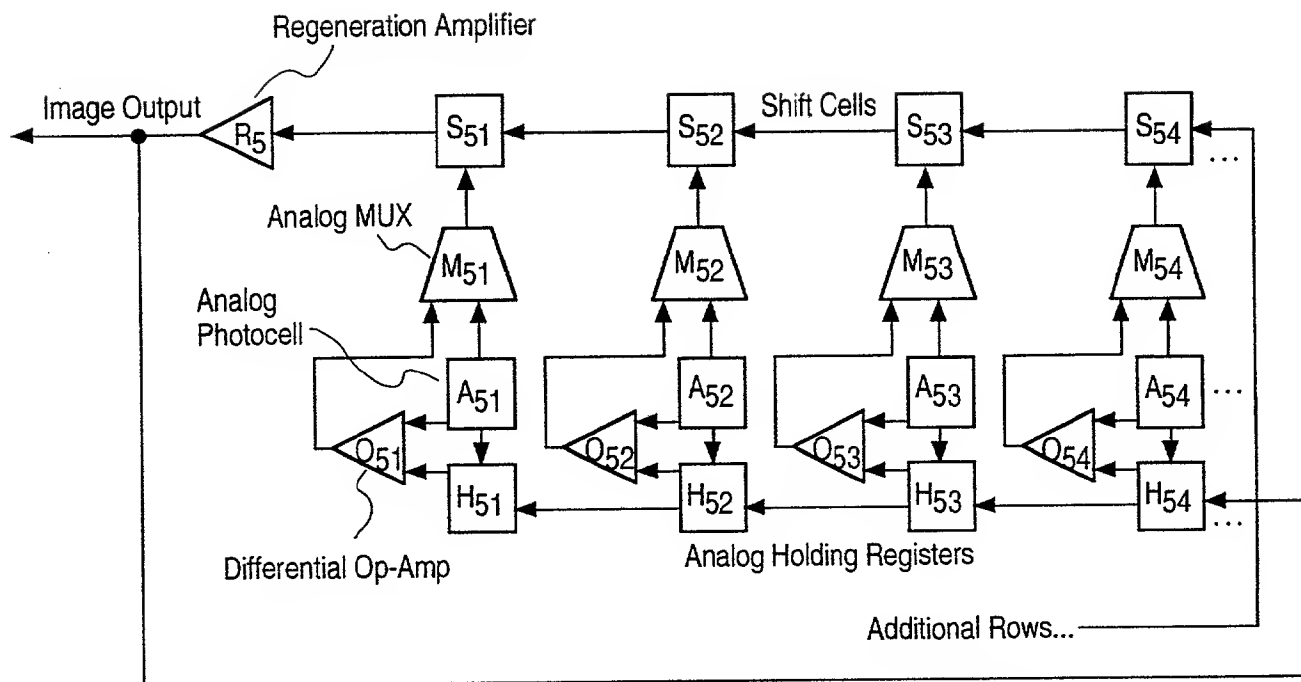 Regeneration Amplifier
Image Output
R5
S51
S52
Shift Cells
S53
S54
...
Analog MUX
M51
M52
M53
M54
Analog
Photocell
A51
A52
A53
A54
...
O51
O52
O53
O54
H51
H52
H53
H54
...
Differential Op-Amp
Analog Holding Registers
Additional Rows...